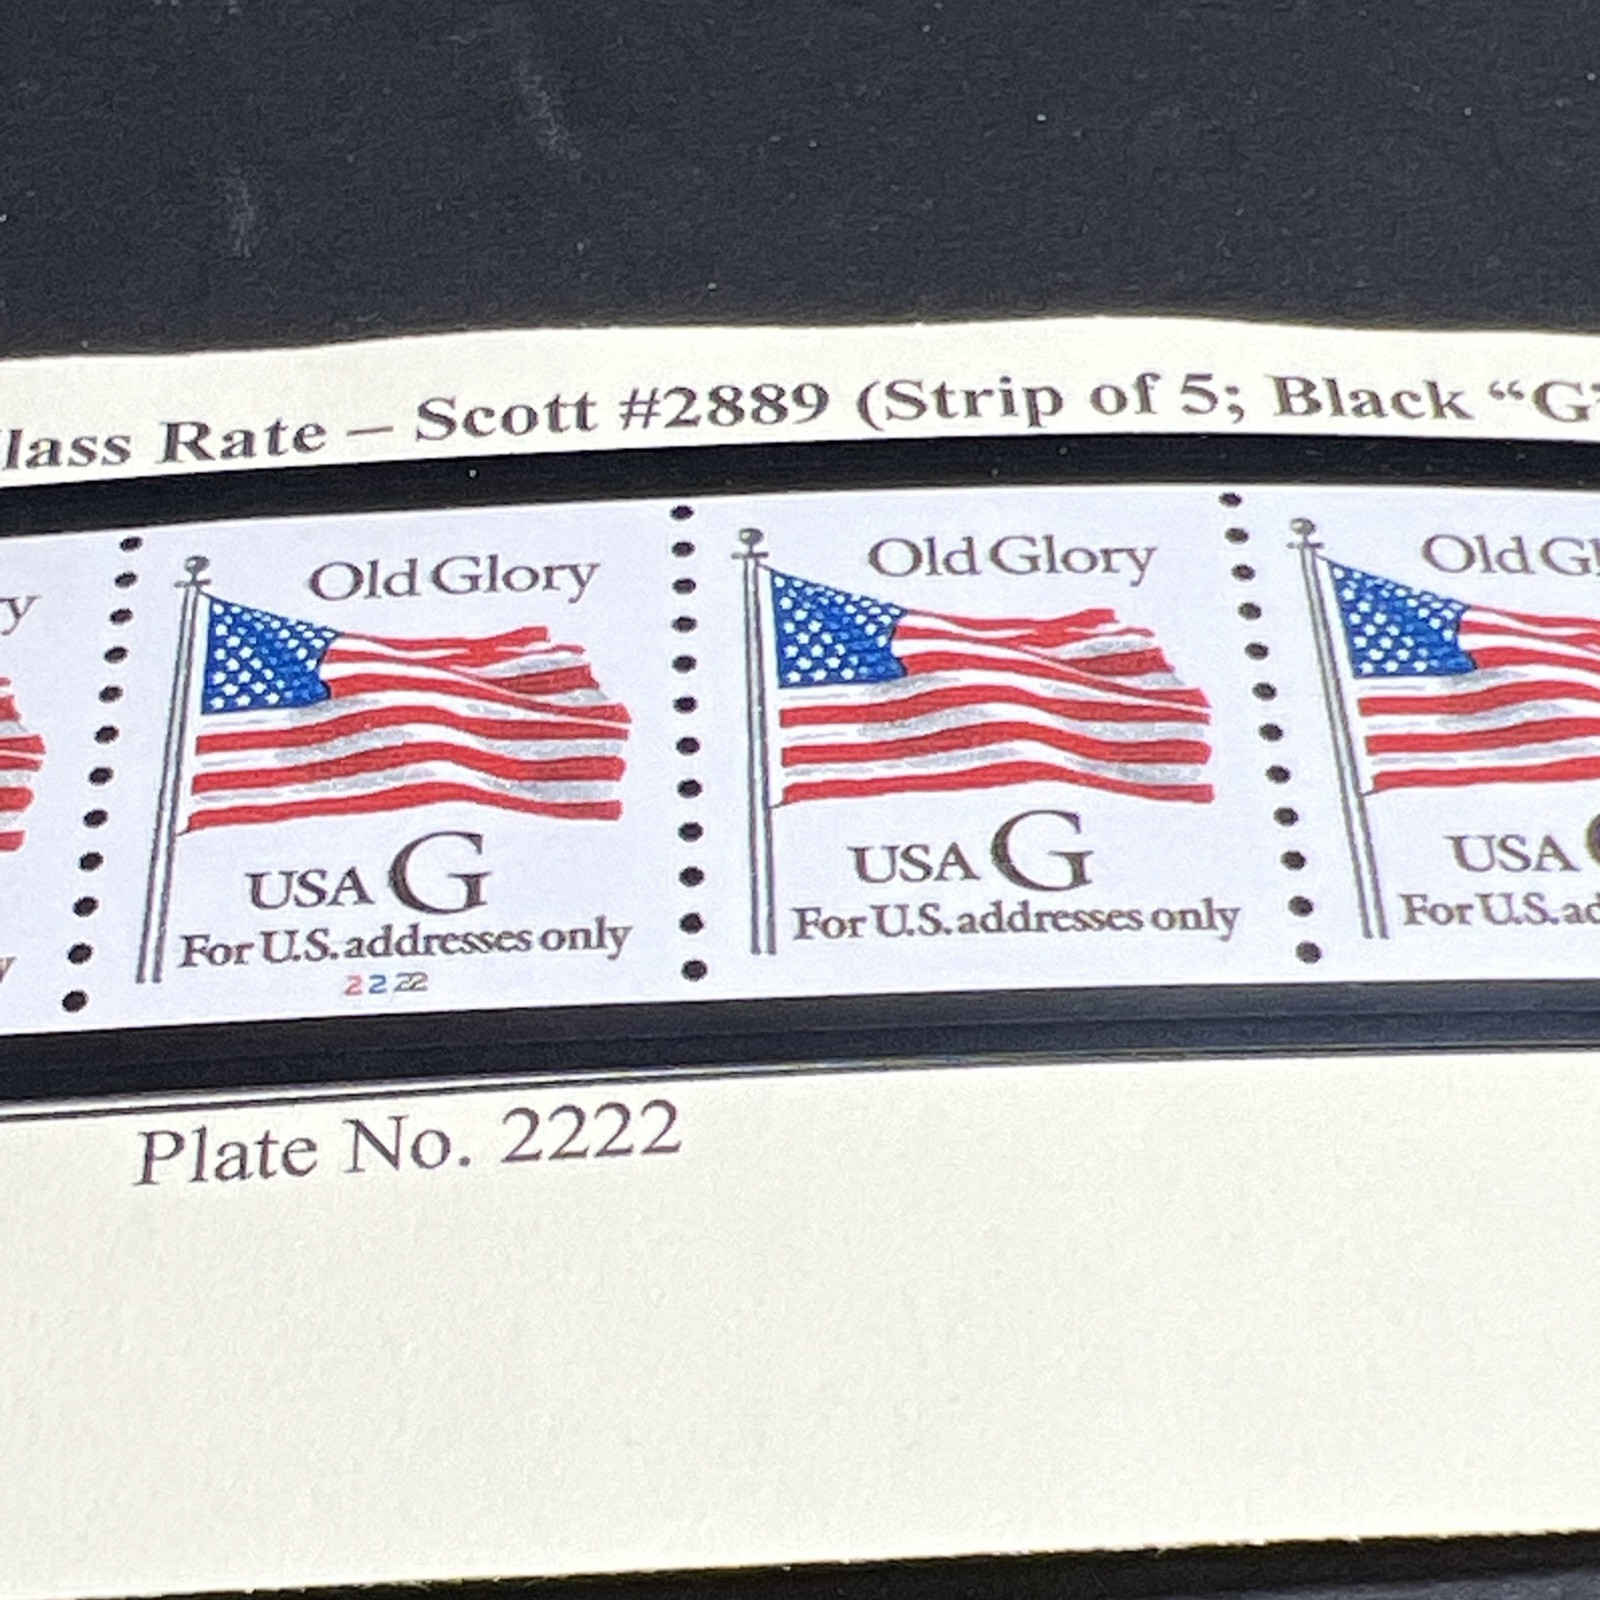 lass Rate – Scott #2889 (Strip of 5; Black “G”
y Old Glory Old Glory Old Gl
USA G USA G USA G
y For U.S. addresses only For U.S. addresses only For U.S. ad
2222
Plate No. 2222